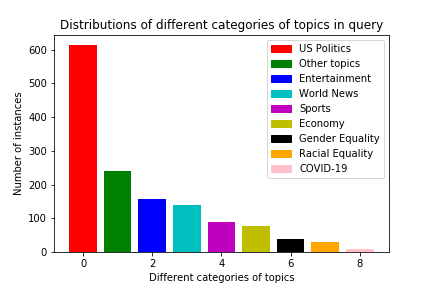 Distributions of different categories of topics in query
Number of instances
600
500
400
300
200
100
0
US Politics
Other topics
Entertainment
World News
Sports
Economy
Gender Equality
Racial Equality
COVID-19
0 2 4 6 8
Different categories of topics